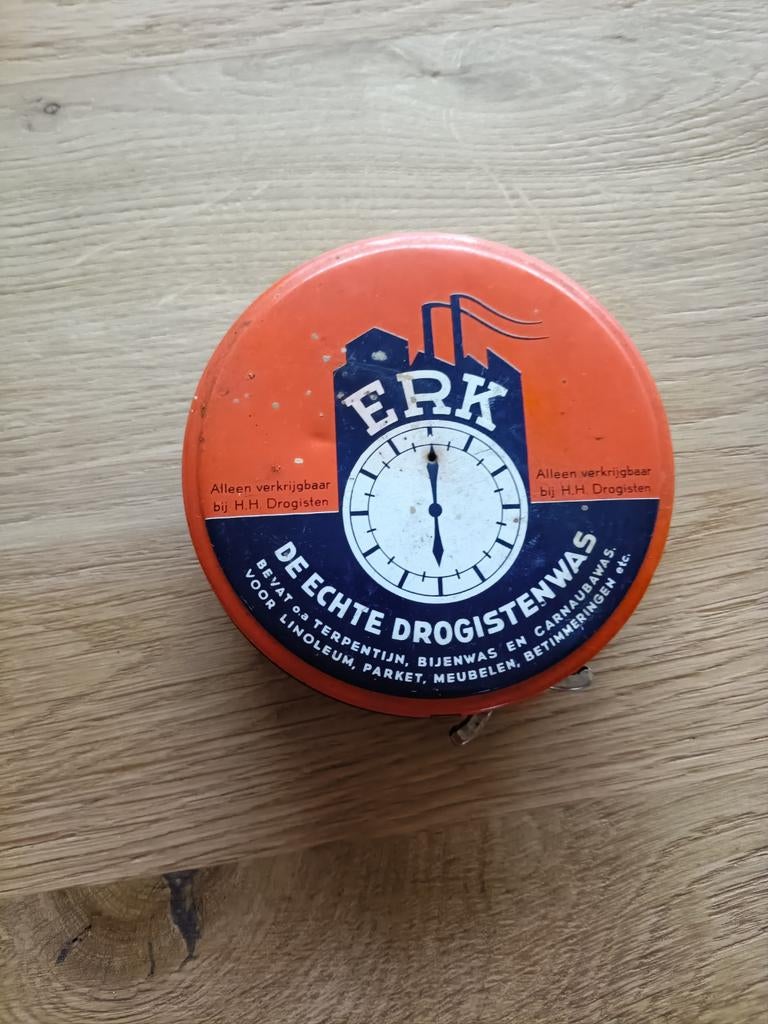 ERK
Alleen verkrijgbaar
bij H.H. Drogisten
Alleen verkrijgbaar
bij H.H. Drogisten
DE ECHTE DROGISTENWAS
BEVAT o.a TERPENTIJN, BIJENWAS EN CARNAUBAWAS.
VOOR LINOLEUM, PARKET, MEUBELEN, BETIMMERINGEN etc.